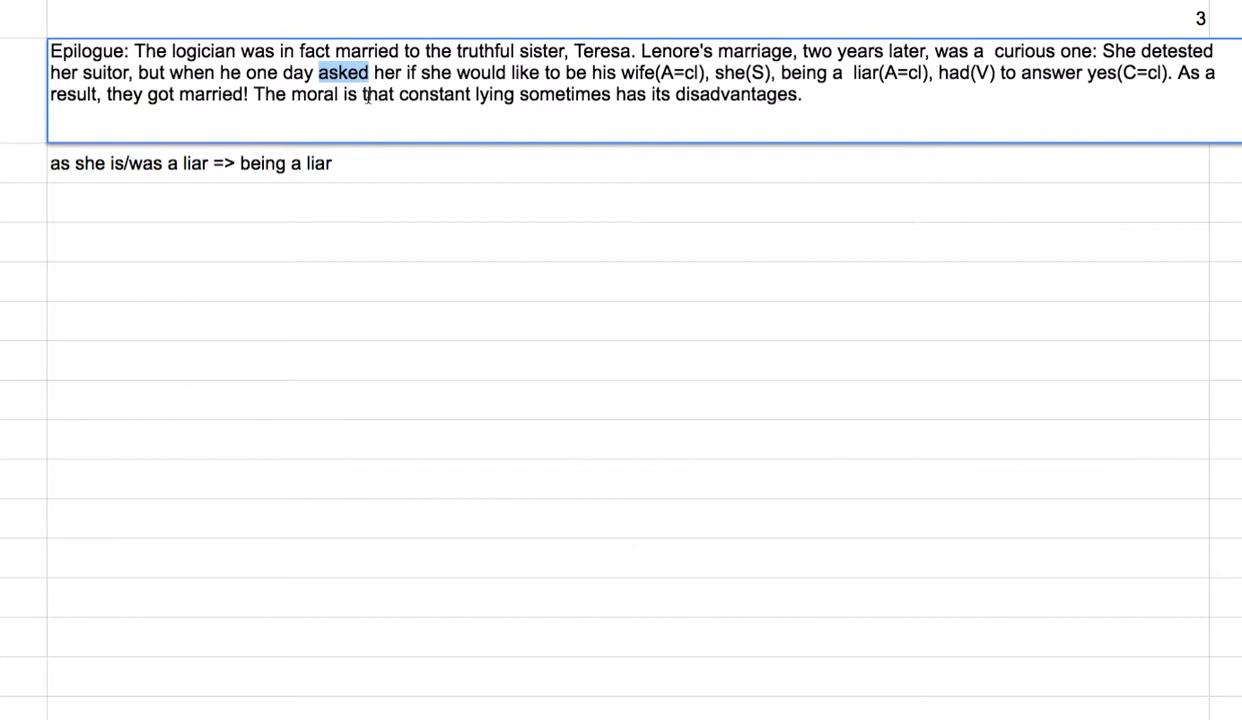 3
Epilogue: The logician was in fact married to the truthful sister, Teresa. Lenore's marriage, two years later, was a  curious one: She detested
her suitor, but when he one day asked her if she would like to be his wife(A=cl), she(S), being a  liar(A=cl), had(V) to answer yes(C=cl). As a
result, they got married! The moral is that constant lying sometimes has its disadvantages.
as she is/was a liar => being a liar